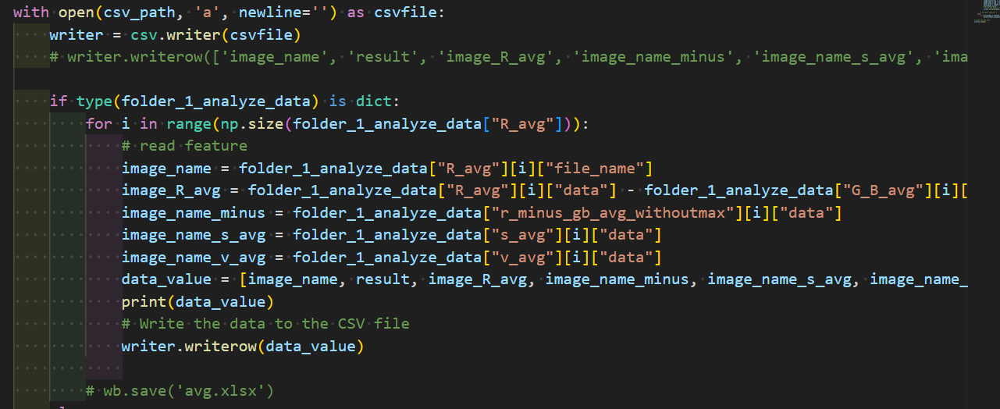 with open(csv_path, 'a', newline='') as csvfile:
    writer = csv.writer(csvfile)
    # writer.writerow(['image_name', 'result', 'image_R_avg', 'image_name_minus', 'image_name_s_avg', 'ima

    if type(folder_1_analyze_data) is dict:
        for i in range(np.size(folder_1_analyze_data["R_avg"])):
            # read feature
            image_name = folder_1_analyze_data["R_avg"][i]["file_name"]
            image_R_avg = folder_1_analyze_data["R_avg"][i]["data"] - folder_1_analyze_data["G_B_avg"][i][
            image_name_minus = folder_1_analyze_data["r_minus_gb_avg_withoutmax"][i]["data"]
            image_name_s_avg = folder_1_analyze_data["s_avg"][i]["data"]
            image_name_v_avg = folder_1_analyze_data["v_avg"][i]["data"]
            data_value = [image_name, result, image_R_avg, image_name_minus, image_name_s_avg, image_name_
            print(data_value)
            # Write the data to the CSV file
            writer.writerow(data_value)

        # wb.save('avg.xlsx')